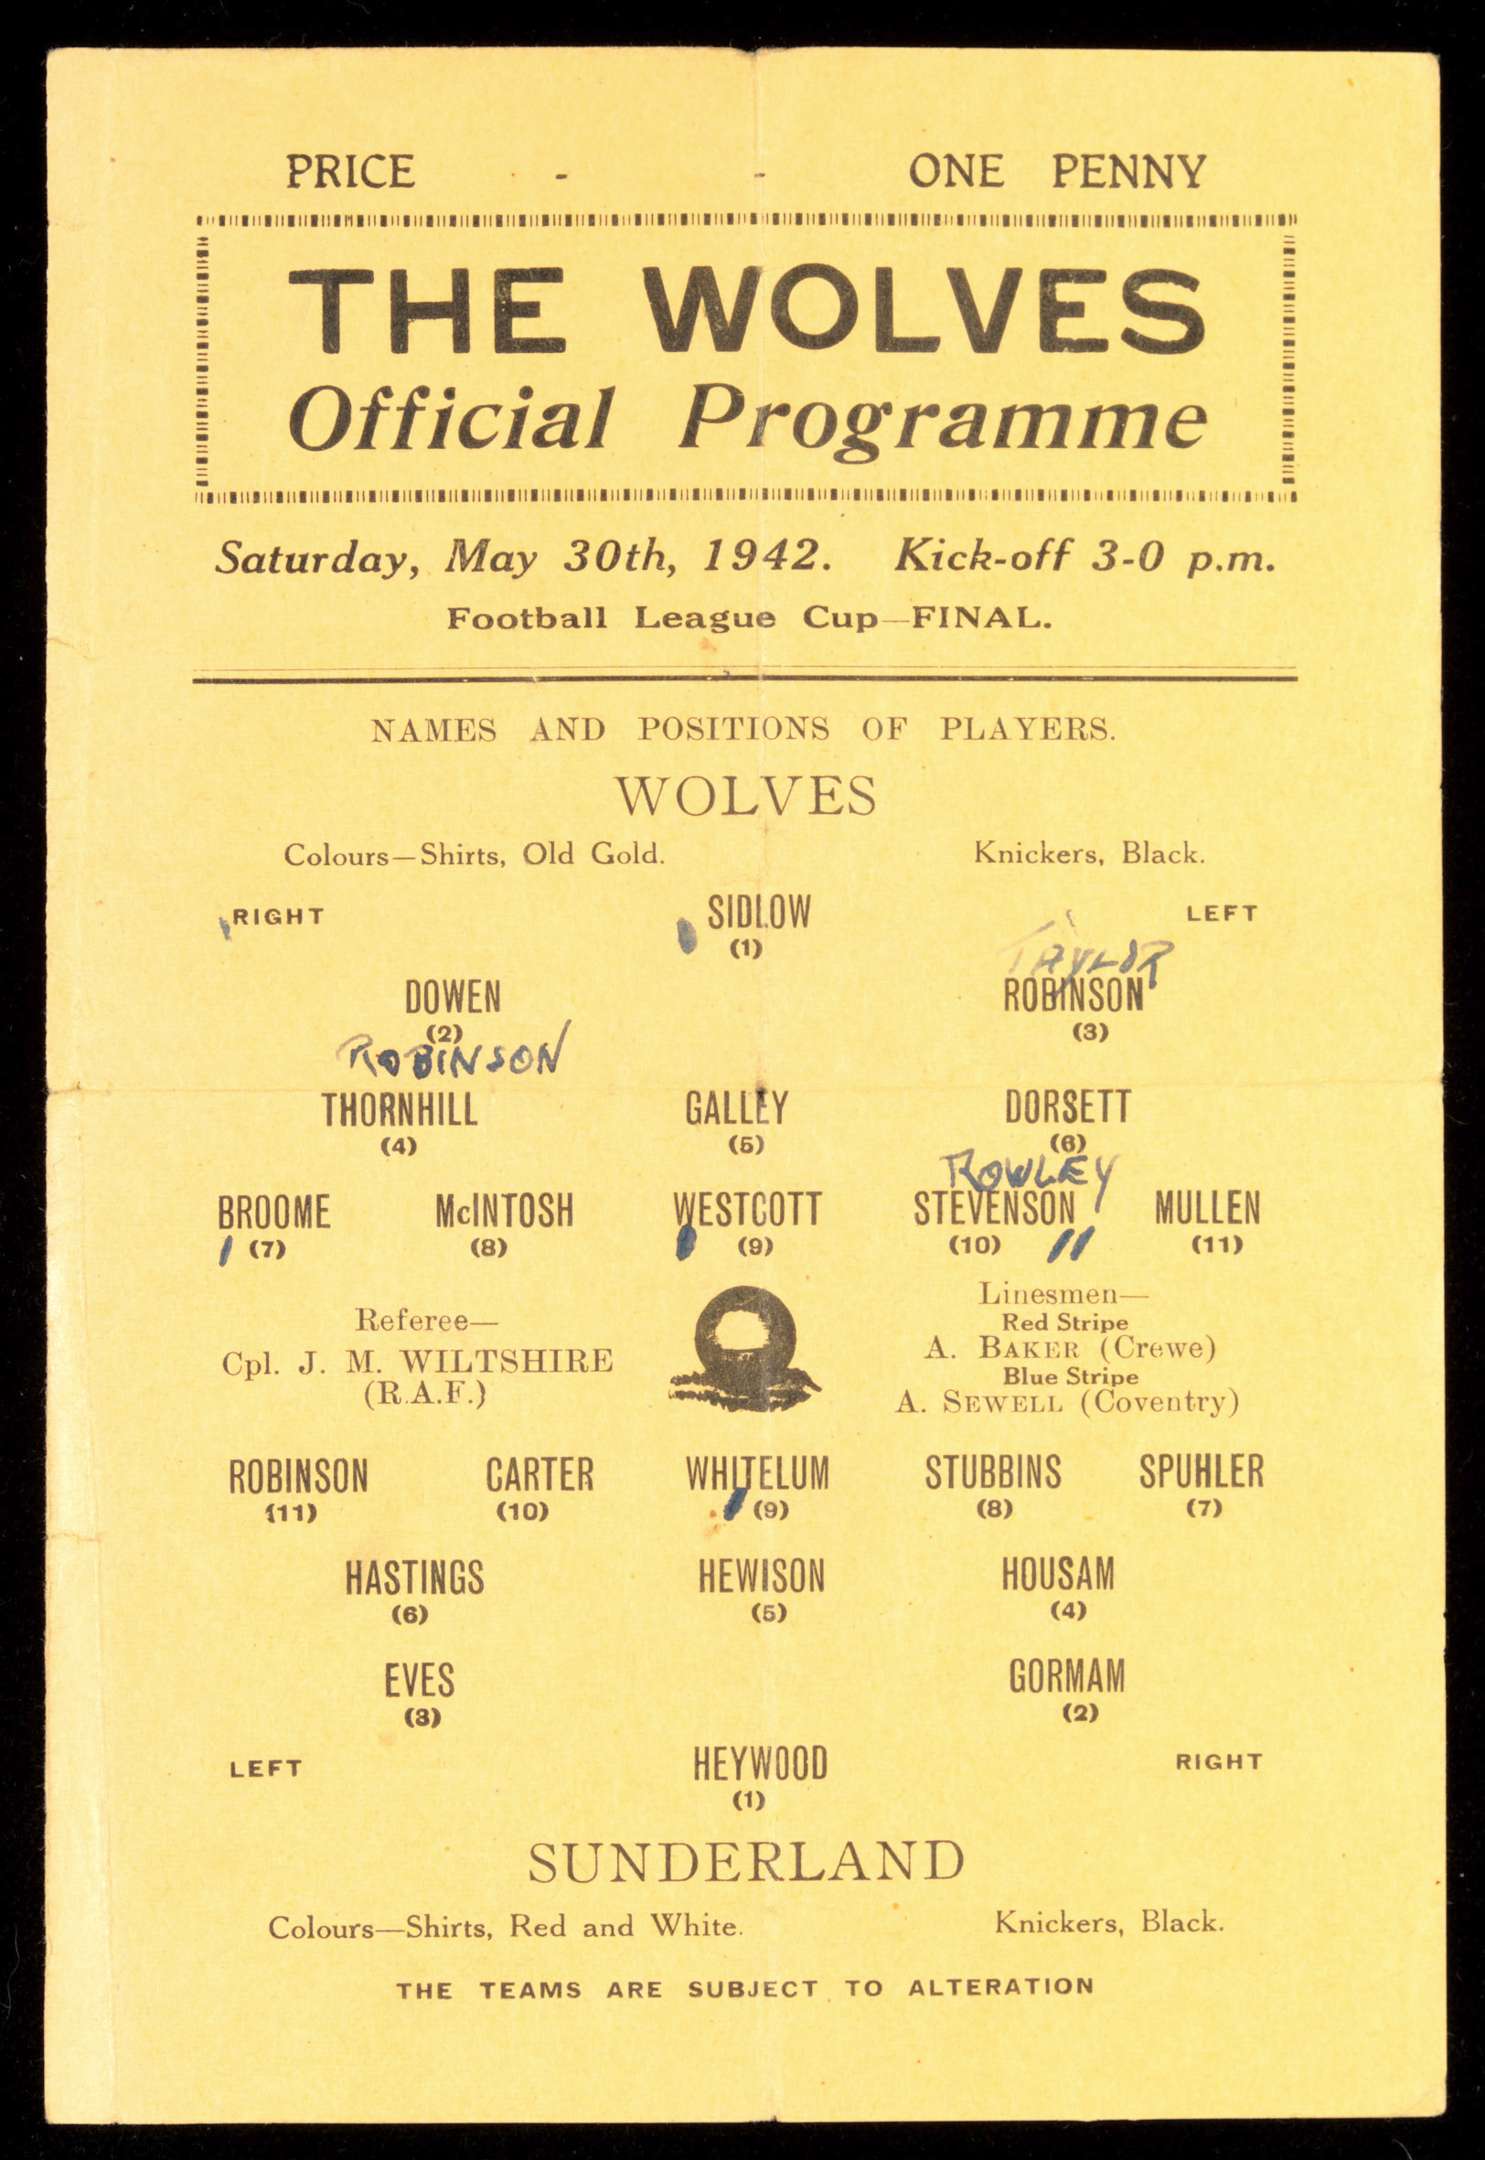 PRICE - - ONE PENNY
THE WOLVES
Official Programme
Saturday, May 30th, 1942. Kick-off 3-0 p.m.
Football League Cup—FINAL.
NAMES AND POSITIONS OF PLAYERS.
WOLVES
Colours—Shirts, Old Gold. Knickers, Black.
RIGHT SIDLOW LEFT
(1)
TAYLOR
DOWEN ROBINSON
(2) (3)
ROBINSON
THORNHILL GALLEY DORSETT
(4) (5) (6)
ROWLEY
BROOME McINTOSH WESTCOTT STEVENSON MULLEN
(7) (8) (9) (10) (11)
Referee—
Cpl. J. M. WILTSHIRE
(R.A.F.)
Linesmen—
Red Stripe
A. BAKER (Crewe)
Blue Stripe
A. SEWELL (Coventry)
ROBINSON CARTER WHITELUM STUBBINS SPUHLER
(11) (10) (9) (8) (7)
HASTINGS HEWISON HOUSAM
(6) (5) (4)
EVES GORMAM
(3) (2)
LEFT HEYWOOD RIGHT
(1)
SUNDERLAND
Colours—Shirts, Red and White. Knickers, Black.
THE TEAMS ARE SUBJECT TO ALTERATION